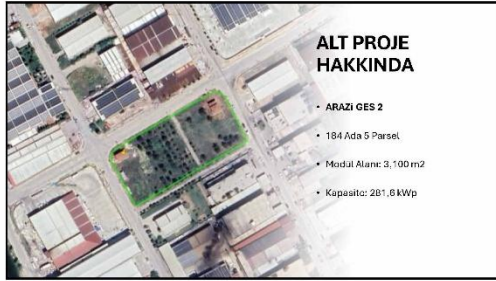 ALT PROJE
HAKKINDA
• ARAZİ GES 2
• 184 Ada 5 Parsel
• Modül Alanı: 3,100 m2
• Kapasite: 281,6 kWp